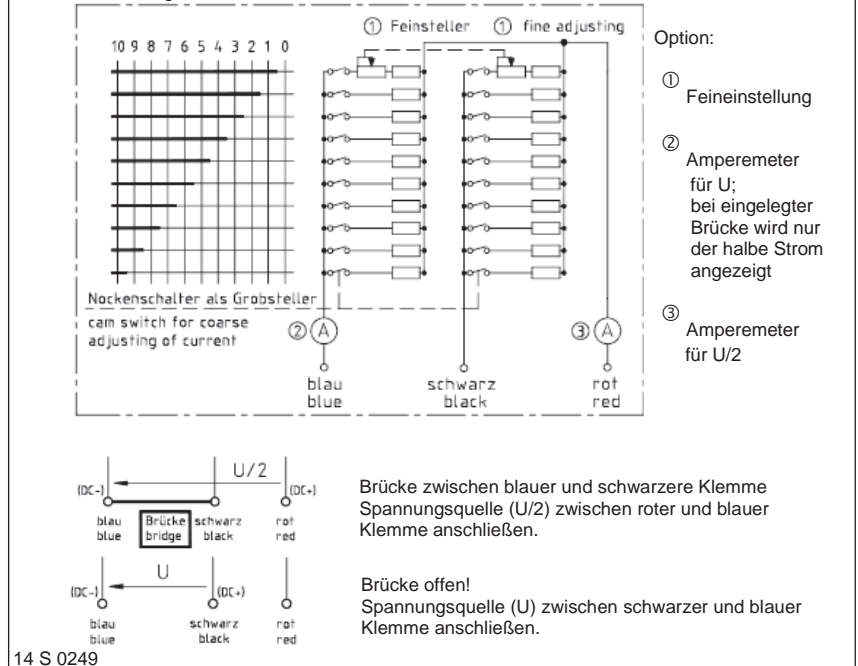 ① Feinsteller ① fine adjusting
10 9 8 7 6 5 4 3 2 1 0
Nockenschalter als Grobsteller
cam switch for coarse
adjusting of current
② A
③ A
blau
blue
schwarz
black
rot
red
Option:
①
Feineinstellung
②
Amperemeter
für U;
bei eingelegter
Brücke wird nur
der halbe Strom
angezeigt
③
Amperemeter
für U/2
U/2
(DC-)
(DC+)
blau
blue
Brücke
bridge
schwarz
black
rot
red
Brücke zwischen blauer und schwarzere Klemme
Spannungsquelle (U/2) zwischen roter und blauer
Klemme anschließen.
U
(DC-)
(DC+)
blau
blue
schwarz
black
rot
red
Brücke offen!
Spannungsquelle (U) zwischen schwarzer und blauer
Klemme anschließen.
14 S 0249